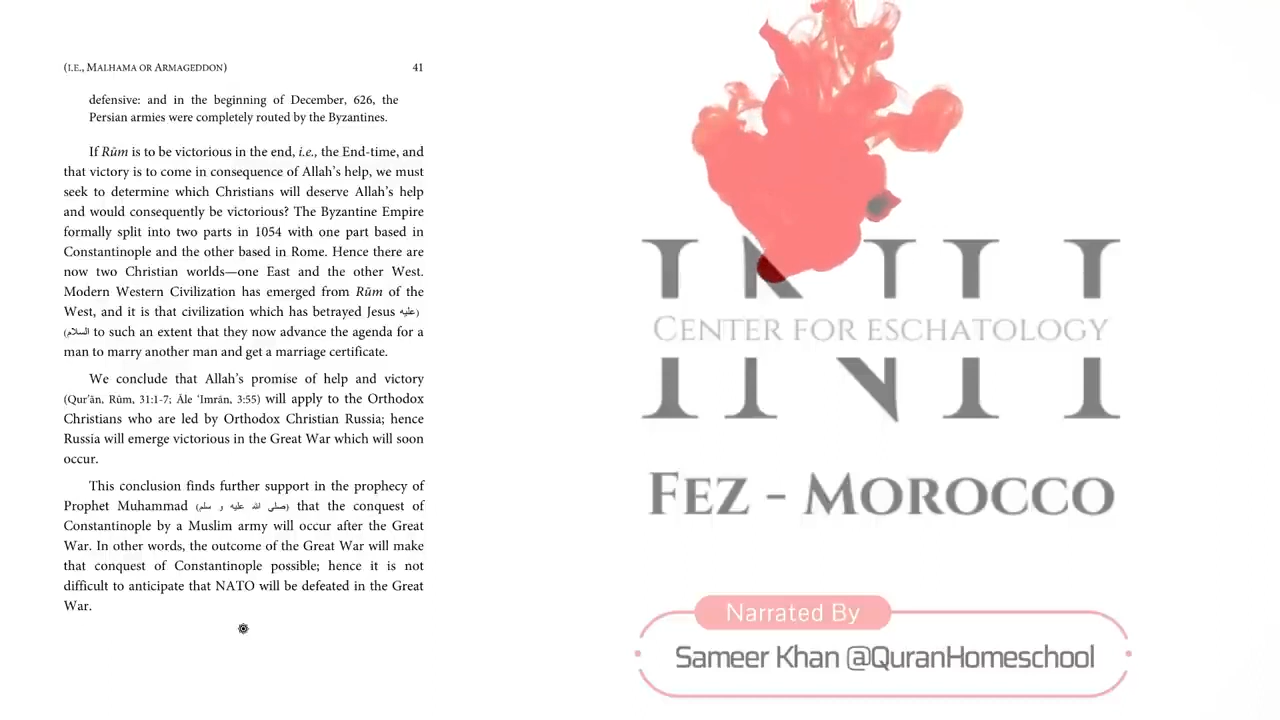 (I.E., MALHAMA OR ARMAGEDDON) 41
defensive: and in the beginning of December, 626, the
Persian armies were completely routed by the Byzantines.
If Rūm is to be victorious in the end, i.e., the End-time, and
that victory is to come in consequence of Allah’s help, we must
seek to determine which Christians will deserve Allah’s help
and would consequently be victorious? The Byzantine Empire
formally split into two parts in 1054 with one part based in
Constantinople and the other based in Rome. Hence there are
now two Christian worlds—one East and the other West.
Modern Western Civilization has emerged from Rūm of the
West, and it is that civilization which has betrayed Jesus (عليه
السلام) to such an extent that they now advance the agenda for a
man to marry another man and get a marriage certificate.
We conclude that Allah’s promise of help and victory
(Qur’ān, Rūm, 31:1-7; Āle ‘Imrān, 3:55) will apply to the Orthodox
Christians who are led by Orthodox Christian Russia; hence
Russia will emerge victorious in the Great War which will soon
occur.
This conclusion finds further support in the prophecy of
Prophet Muhammad (صلي الله عليه و سلم) that the conquest of
Constantinople by a Muslim army will occur after the Great
War. In other words, the outcome of the Great War will make
that conquest of Constantinople possible; hence it is not
difficult to anticipate that NATO will be defeated in the Great
War.
INH
CENTER FOR ESCHATOLOGY
FEZ - MOROCCO
Narrated By
Sameer Khan @QuranHomeschool